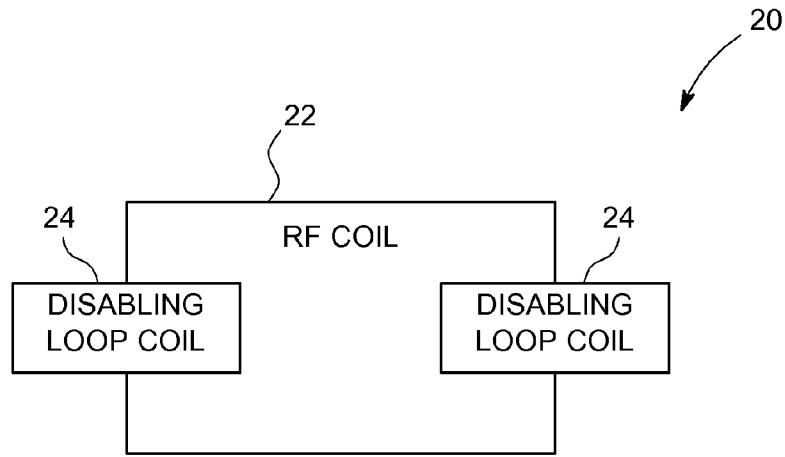 20
22
RF COIL
24
DISABLING
LOOP COIL
24
DISABLING
LOOP COIL